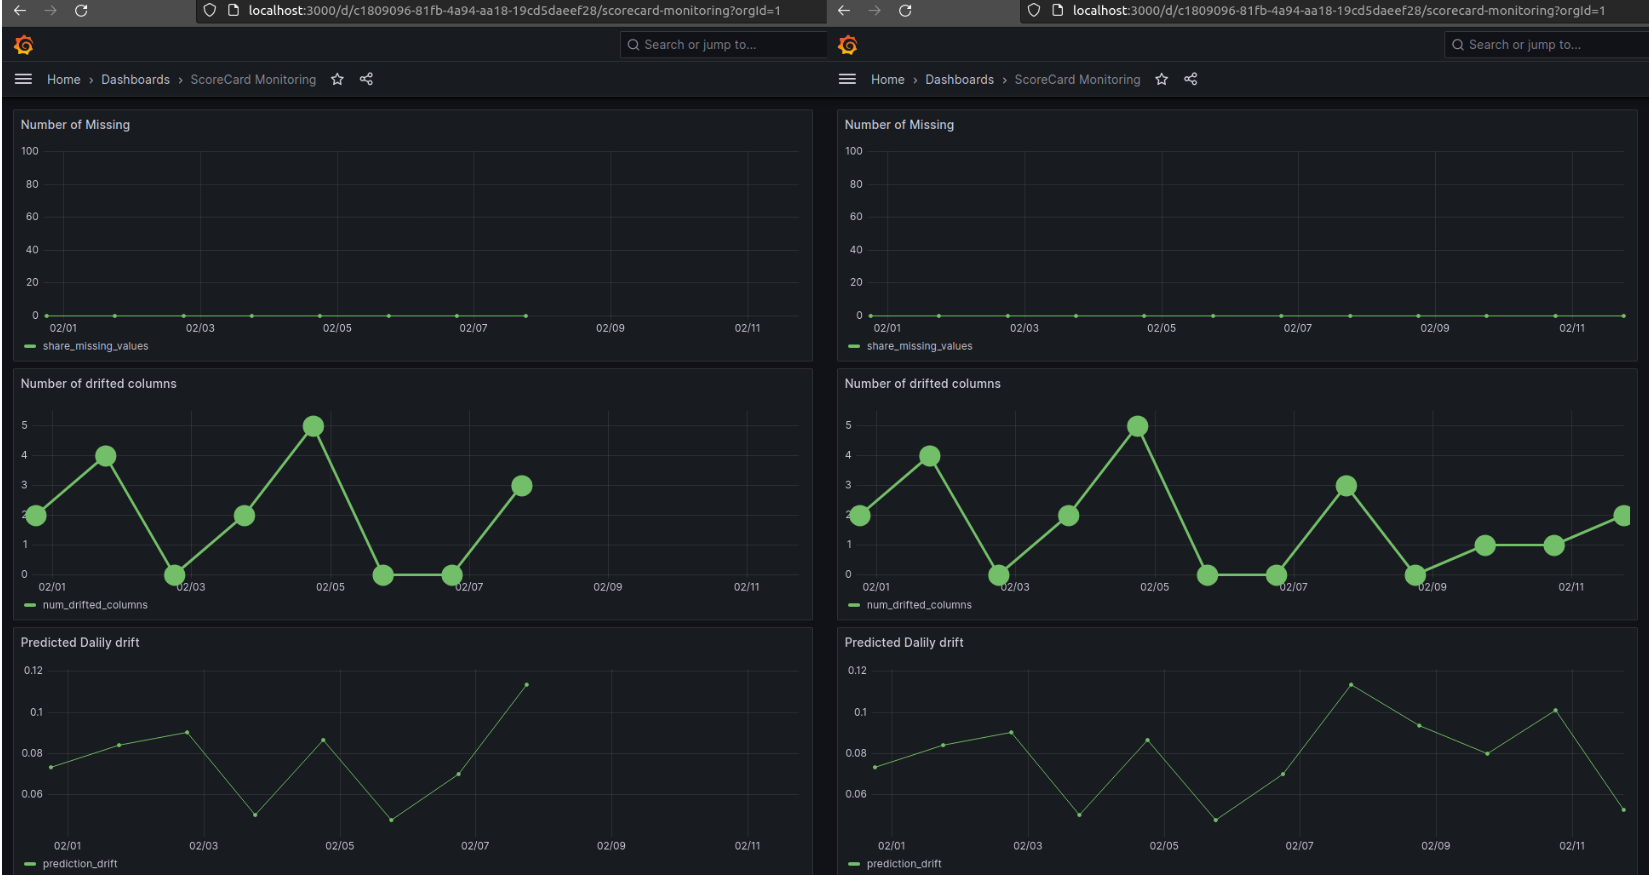 localhost:3000/d/c1809096-81fb-4a94-aa18-19cd5daeef28/scorecard-monitoring?orgId=1
Search or jump to...
Home › Dashboards › ScoreCard Monitoring
Number of Missing
100
80
60
40
20
0
02/01 02/03 02/05 02/07 02/09 02/11
share_missing_values
Number of drifted columns
5
4
3
2
1
0
02/01 02/03 02/05 02/07 02/09 02/11
num_drifted_columns
Predicted Dalily drift
0.12
0.1
0.08
0.06
02/01 02/03 02/05 02/07 02/09 02/11
prediction_drift
localhost:3000/d/c1809096-81fb-4a94-aa18-19cd5daeef28/scorecard-monitoring?orgId=1
Search or jump to...
Home › Dashboards › ScoreCard Monitoring
Number of Missing
100
80
60
40
20
0
02/01 02/03 02/05 02/07 02/09 02/11
share_missing_values
Number of drifted columns
5
4
3
2
1
0
02/01 02/03 02/05 02/07 02/09 02/11
num_drifted_columns
Predicted Dalily drift
0.12
0.1
0.08
0.06
02/01 02/03 02/05 02/07 02/09 02/11
prediction_drift